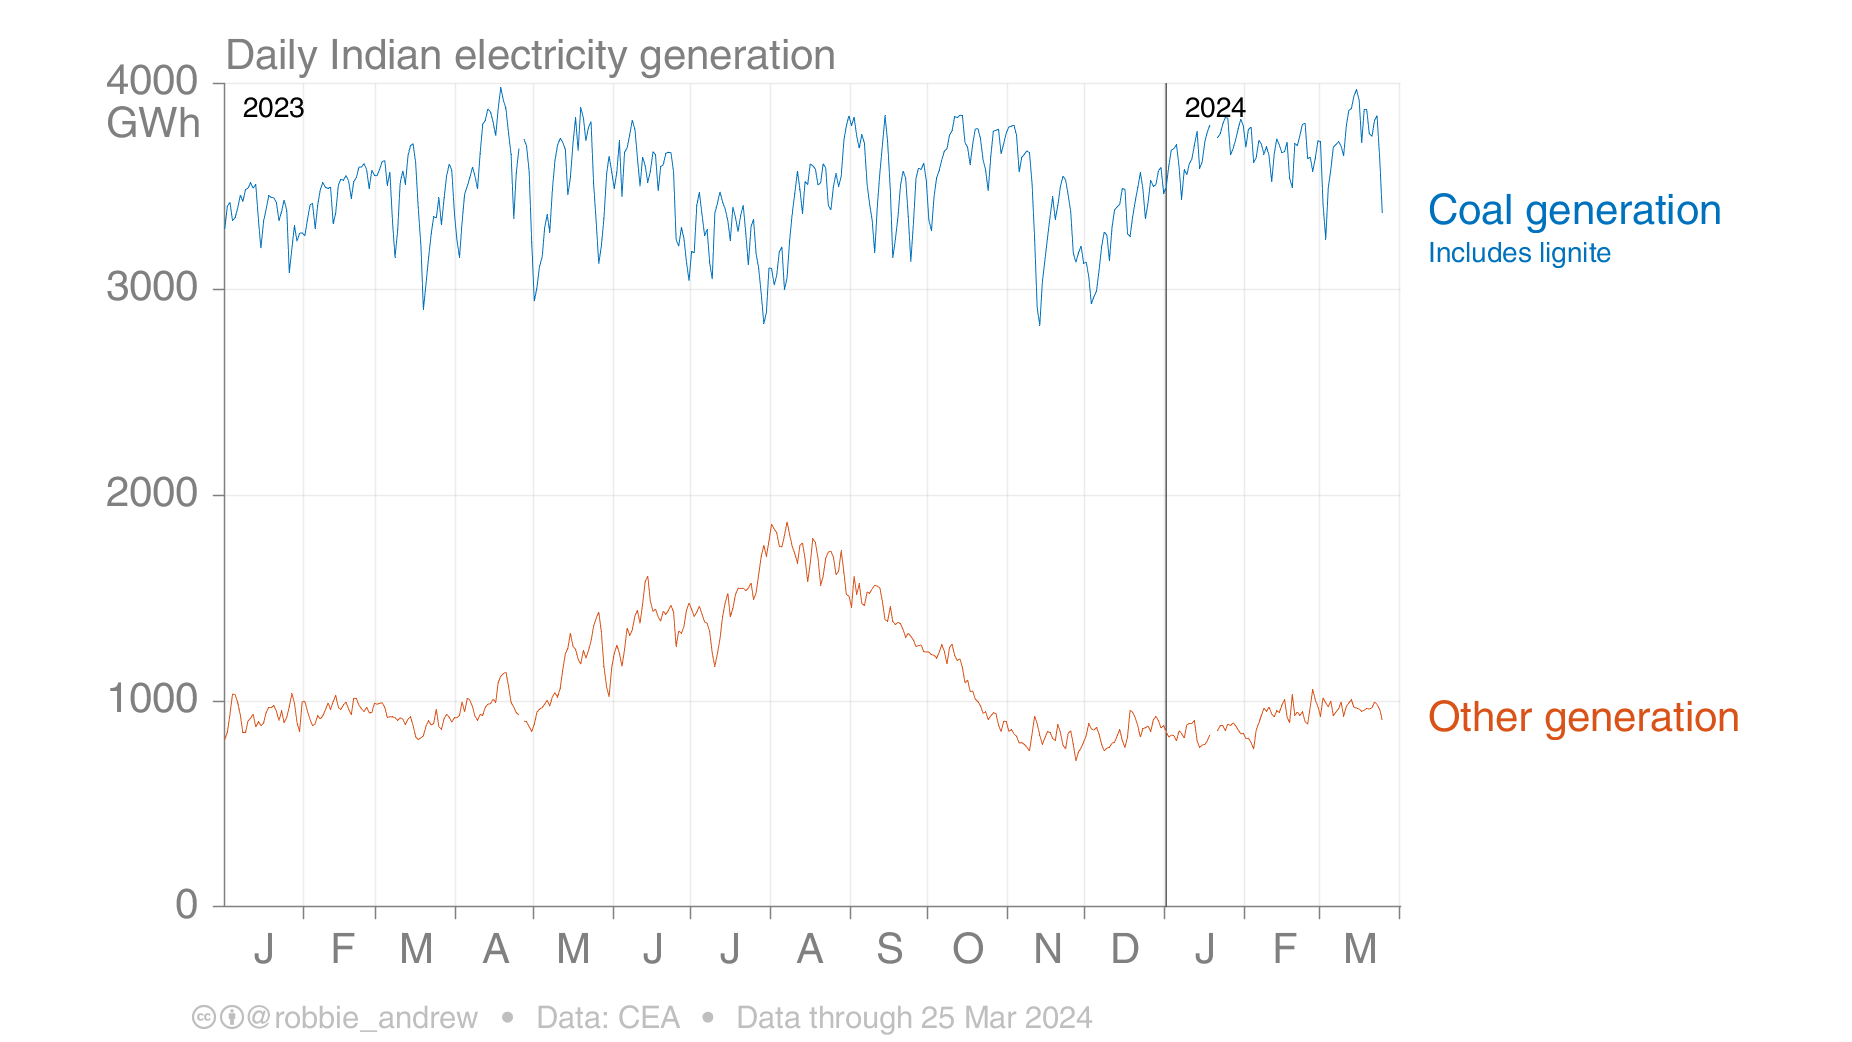 Daily Indian electricity generation
4000
GWh
2023
2024
Coal generation
Includes lignite
3000
2000
1000
Other generation
0
J F M A M J J A S O N D J F M
@robbie_andrew • Data: CEA • Data through 25 Mar 2024